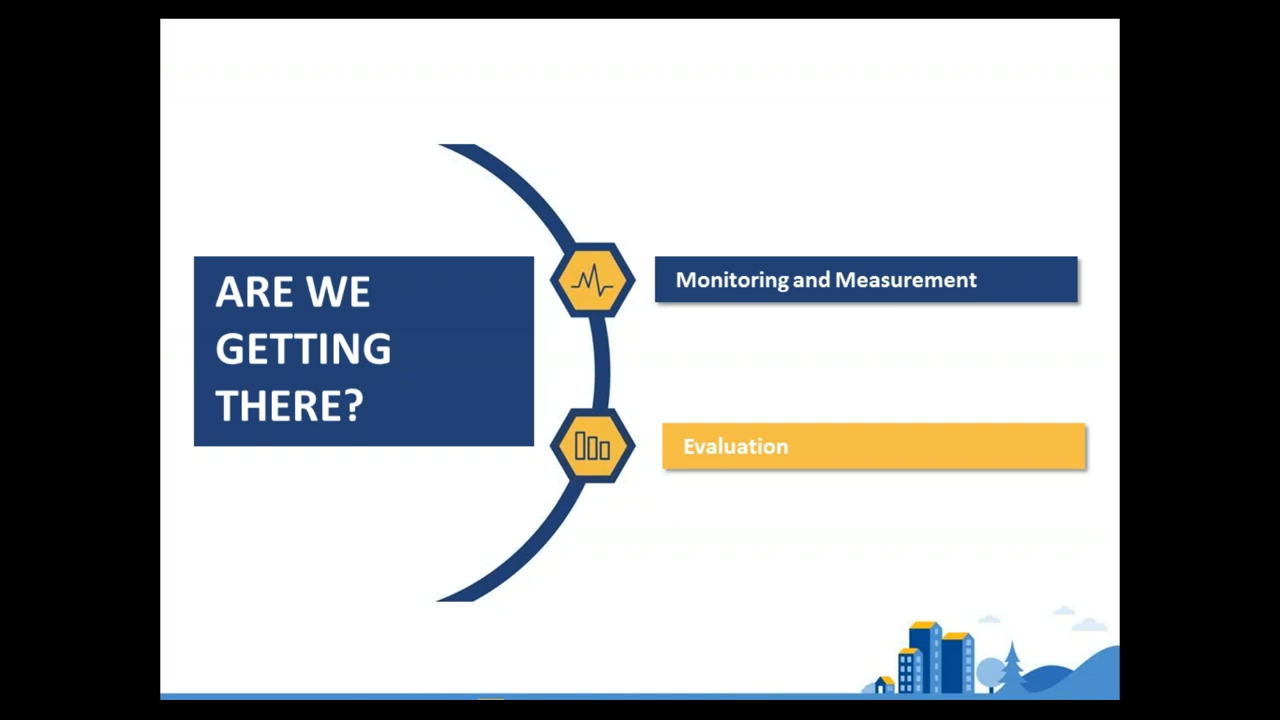 ARE WE
GETTING
THERE?
Monitoring and Measurement
Evaluation